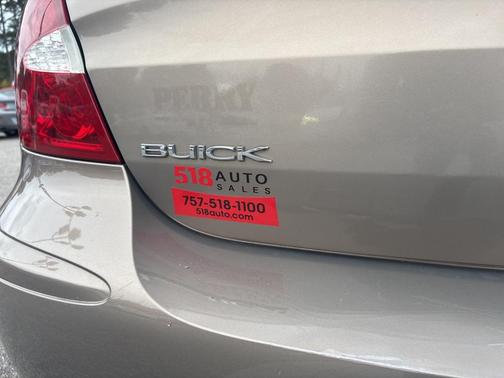 PERRY
BUICK
518 AUTO
SALES
757-518-1100
518auto.com